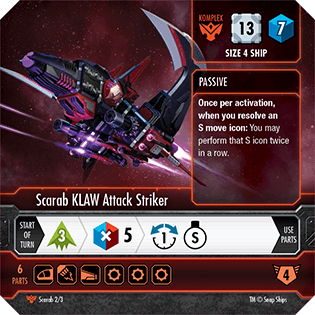 KOMPLEX
13
7
SIZE 4 SHIP
PASSIVE
Once per activation,
when you resolve an
S move icon: You may
perform that S icon twice
in a row.
Scarab KLAW Attack Striker
START
OF
TURN
3
5
1
S
USE
PARTS
6
PARTS
4
Scarab 2/3
TM © Snap Ships